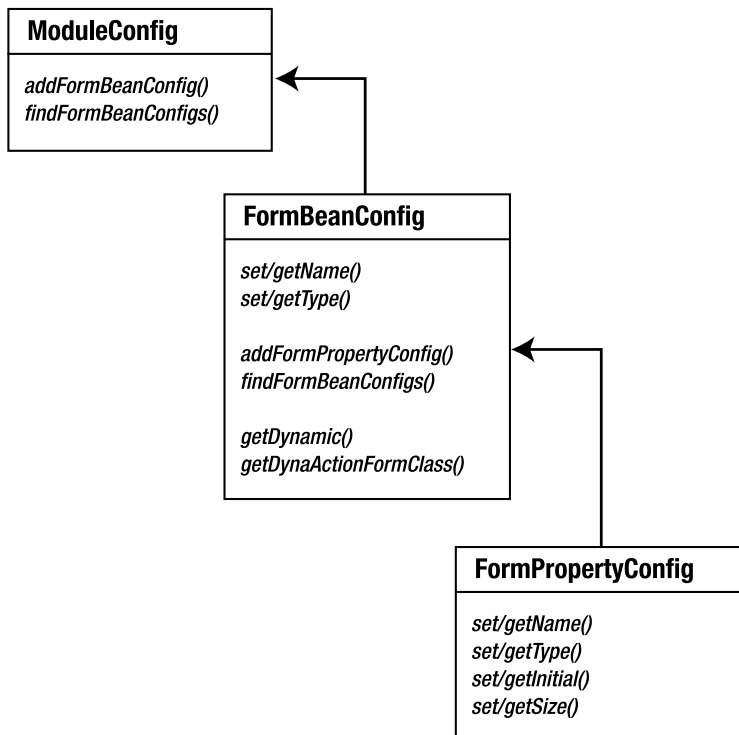 ModuleConfig
addFormBeanConfig()
findFormBeanConfigs()
FormBeanConfig
set/getName()
set/getType()
addFormPropertyConfig()
findFormBeanConfigs()
getDynamic()
getDynaActionFormClass()
FormPropertyConfig
set/getName()
set/getType()
set/getInitial()
set/getSize()